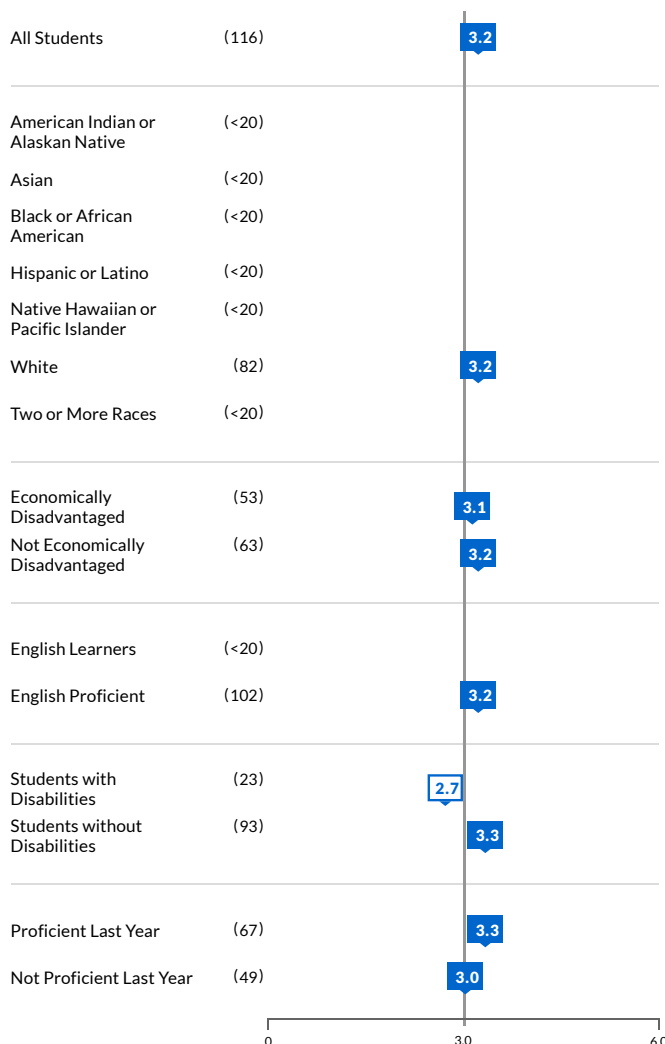 All Students (116) 3.2
American Indian or (<20)
Alaskan Native
Asian (<20)
Black or African (<20)
American
Hispanic or Latino (<20)
Native Hawaiian or (<20)
Pacific Islander
White (82) 3.2
Two or More Races (<20)
Economically (53) 3.1
Disadvantaged
Not Economically (63) 3.2
Disadvantaged
English Learners (<20)
English Proficient (102) 3.2
Students with (23) 2.7
Disabilities
Students without (93) 3.3
Disabilities
Proficient Last Year (67) 3.3
Not Proficient Last Year (49) 3.0
0 3.0 6.0